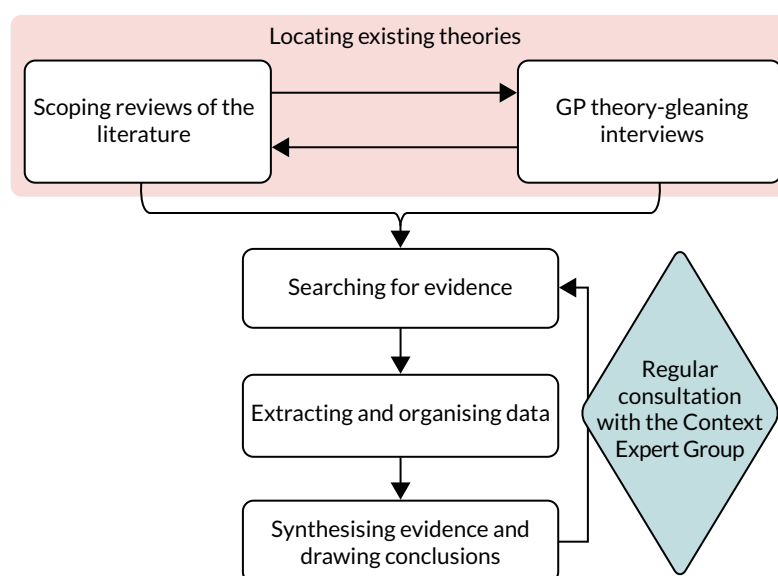 Locating existing theories
Scoping reviews of the
literature
GP theory-gleaning
interviews
Searching for evidence
Extracting and organising data
Synthesising evidence and
drawing conclusions
Regular
consultation
with the Context
Expert Group